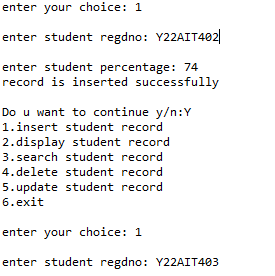 enter your choice: 1
enter student regdno: Y22AIT402
enter student percentage: 74
record is inserted successfully
Do u want to continue y/n:Y
1.insert student record
2.display student record
3.search student record
4.delete student record
5.update student record
6.exit
enter your choice: 1
enter student regdno: Y22AIT403